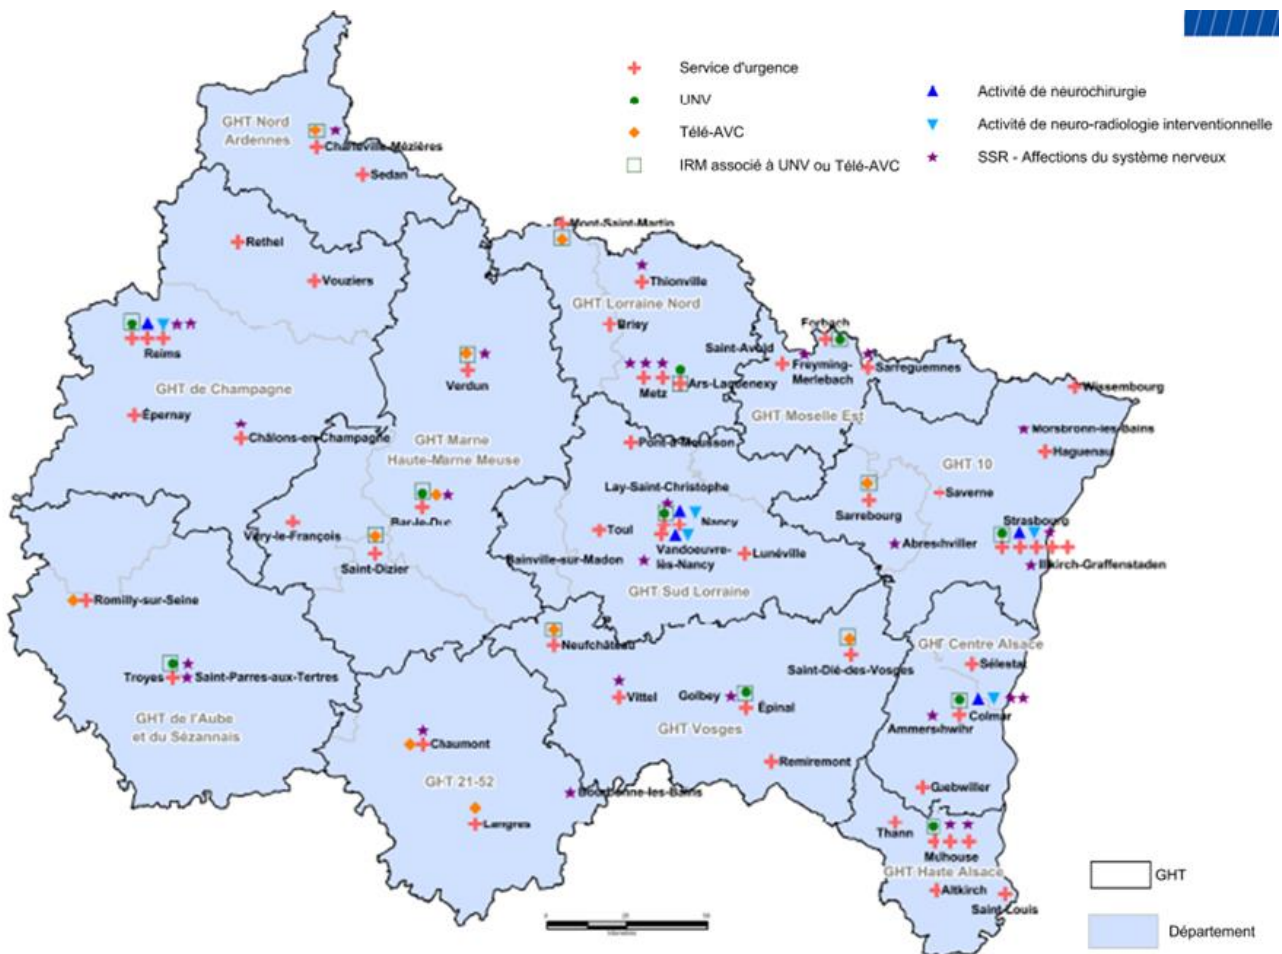 Service d'urgence
UNV
Télé-AVC
IRM associé à UNV ou Télé-AVC
Activité de neurochirurgie
Activité de neuro-radiologie interventionnelle
SSR - Affections du système nerveux
GHT Nord
Ardennes
Charleville-Mézières
Sedan
Rethel
Vouziers
Mont-Saint-Martin
Thionville
GHT Lorraine Nord
Briey
Reims
Forbach
Saint-Avold
Freyming-
Merlebach
Sarreguemnes
Verdun
GHT de Champagne
Metz
Ars-Laquenexy
Wissembourg
Épernay
GHT Moselle Est
Châlons-en-Champagne
GHT Marne
Haute-Marne Meuse
Pont-à-Mousson
Morsbronn-les-Bains
Haguenau
GHT 10
Lay-Saint-Christophe
Saverne
Bar-le-Duc
Sarrebourg
Strasbourg
Vitry-le-François
Toul
Nancy
Vandoeuvre-
lès-Nancy
Lunéville
Abreshviller
Saint-Dizier
Bainville-sur-Madon
Illkirch-Graffenstaden
GHT Sud Lorraine
Romilly-sur-Seine
Neufchâteau
Saint-Dié-des-Vosges
GHT Centre Alsace
Sélestat
Troyes
Saint-Parres-aux-Tertres
Vittel
Golbey
Épinal
Colmar
Ammerschwihr
GHT de l'Aube
et du Sézannais
GHT Vosges
Chaumont
Remiremont
GHT 21-52
Bourbonne-les-Bains
Guebwiller
Langres
Thann
Mulhouse
GHT Haute Alsace
Altkirch
Saint-Louis
GHT
Département